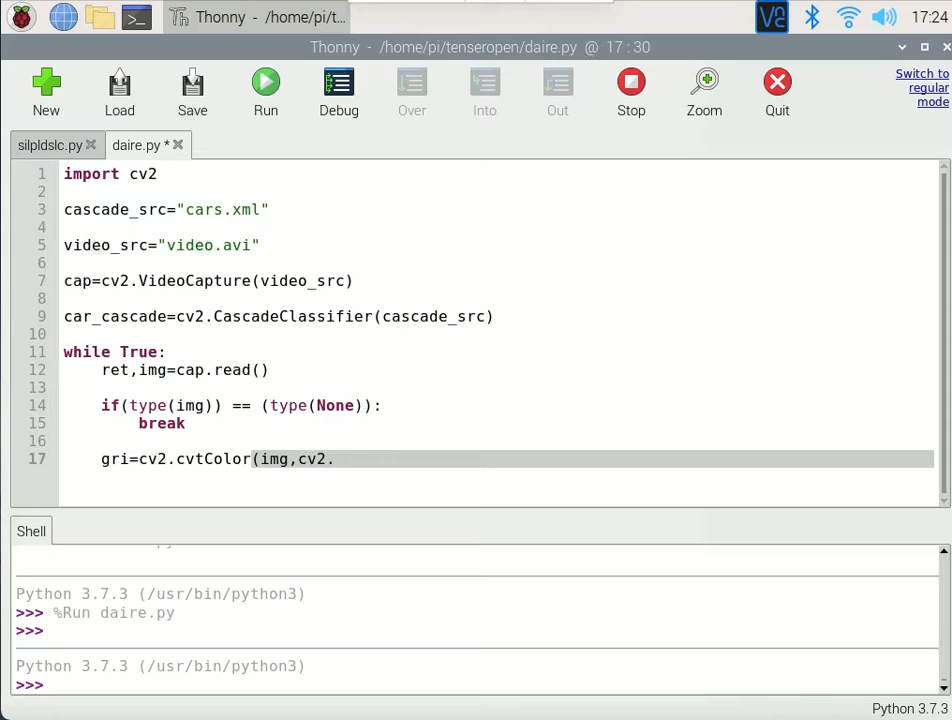 Thonny - /home/pi/t...
17:24
Thonny - /home/pi/tenseropen/daire.py @ 17 : 30
New Load Save Run Debug Over Into Out Stop Zoom Quit
Switch to
regular
mode
silpldslc.py
daire.py *
1 import cv2
2
3 cascade_src="cars.xml"
4
5 video_src="video.avi"
6
7 cap=cv2.VideoCapture(video_src)
8
9 car_cascade=cv2.CascadeClassifier(cascade_src)
10
11 while True:
12     ret,img=cap.read()
13
14     if(type(img)) == (type(None)):
15         break
16
17     gri=cv2.cvtColor(img,cv2.
Shell
Python 3.7.3 (/usr/bin/python3)
>>> %Run daire.py
>>>
Python 3.7.3 (/usr/bin/python3)
>>>
Python 3.7.3